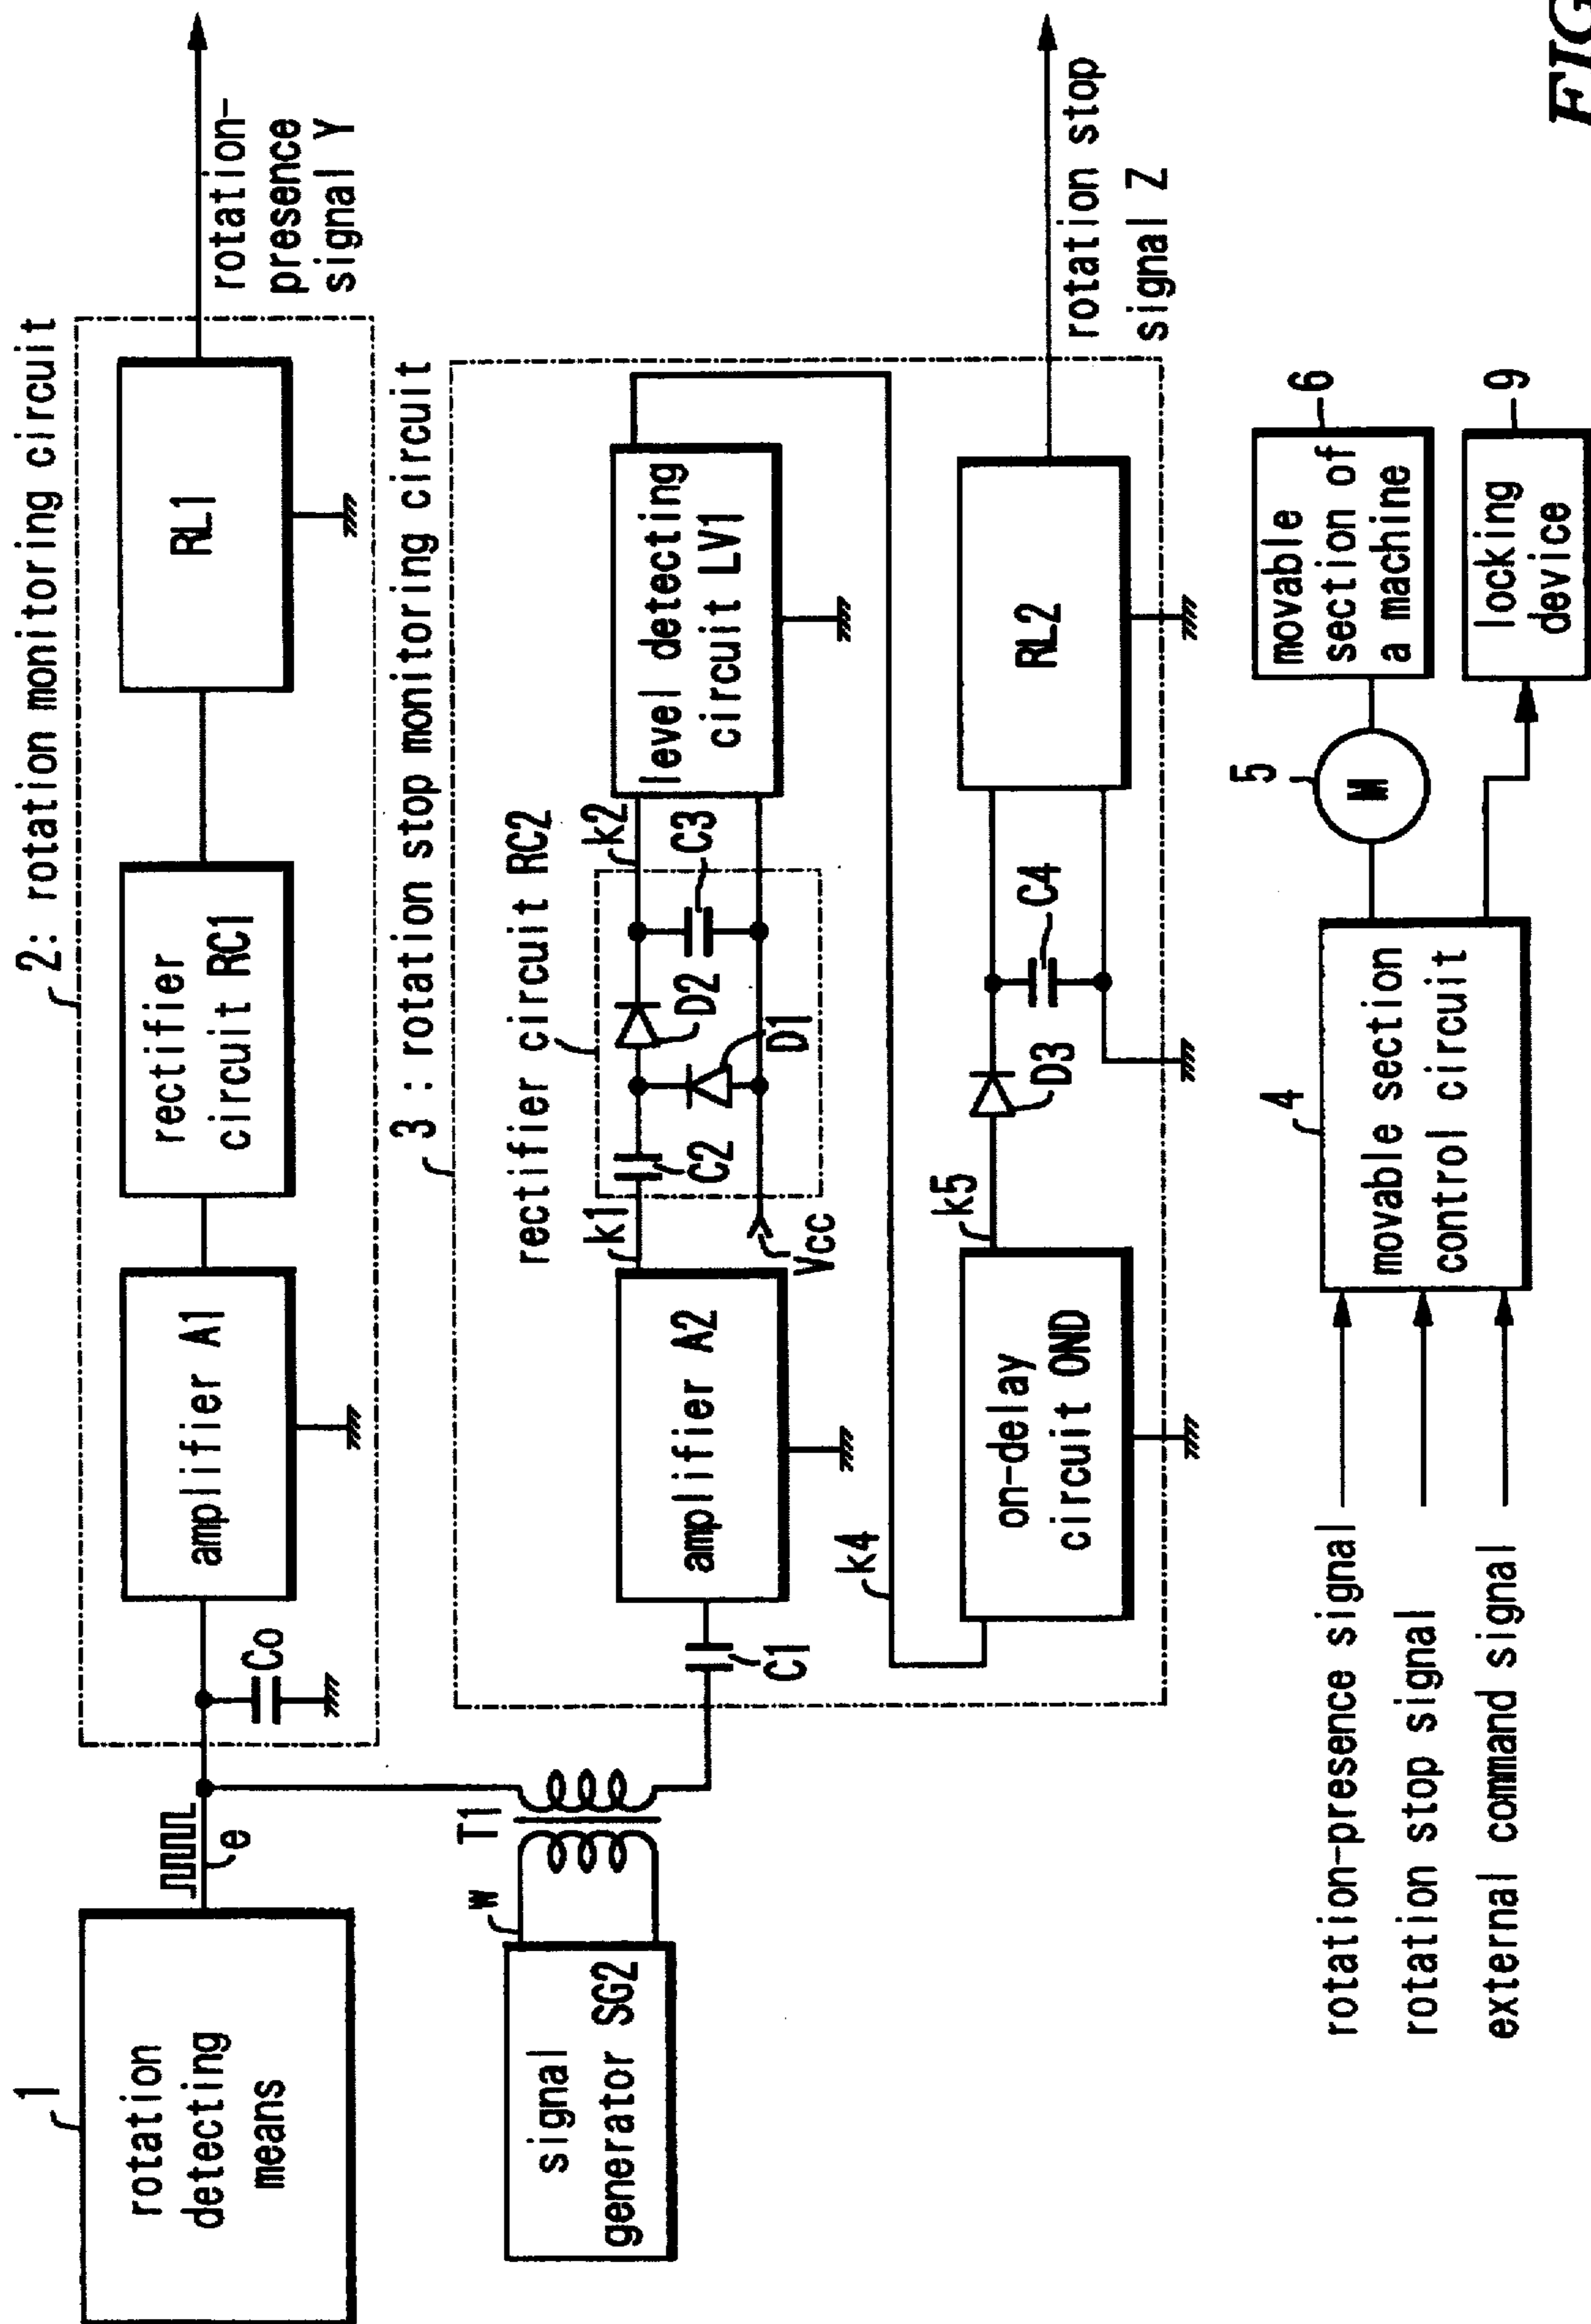 1
rotation
detecting
means
e
2: rotation monitoring circuit
Co
amplifier A1
rectifier
circuit RC1
RL1
rotation-
presence
signal Y
signal
generator SG2
w
T1
3 : rotation stop monitoring circuit
C1
amplifier A2
k1
rectifier circuit RC2
C2
D2
D1
C3
Vcc
k2
level detecting
circuit LV1
k4
on-delay
circuit OND
k5
D3
C4
RL2
rotation stop
signal Z
rotation-presence signal
rotation stop signal
external command signal
4
movable section
control circuit
5
M
movable
section of
a machine
6
locking
device
9
FIG